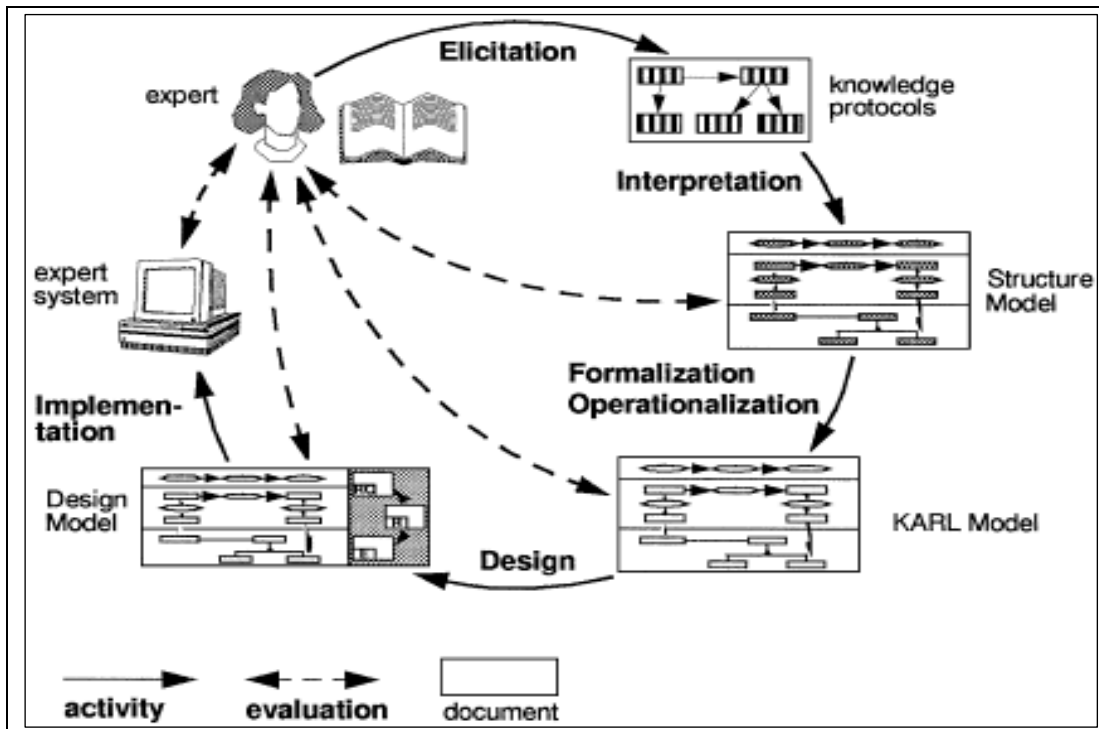 Elicitation
expert
knowledge
protocols
Interpretation
expert
system
Structure
Model
Formalization
Operationalization
Implemen-
tation
Design
Model
KARL Model
Design
activity
evaluation
document